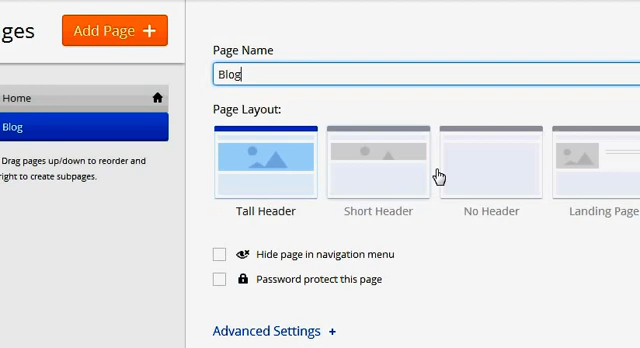 ges
Add Page +
Home
Blog
Drag pages up/down to reorder and
right to create subpages.
Page Name
Blog
Page Layout:
Tall Header
Short Header
No Header
Landing Page
Hide page in navigation menu
Password protect this page
Advanced Settings +